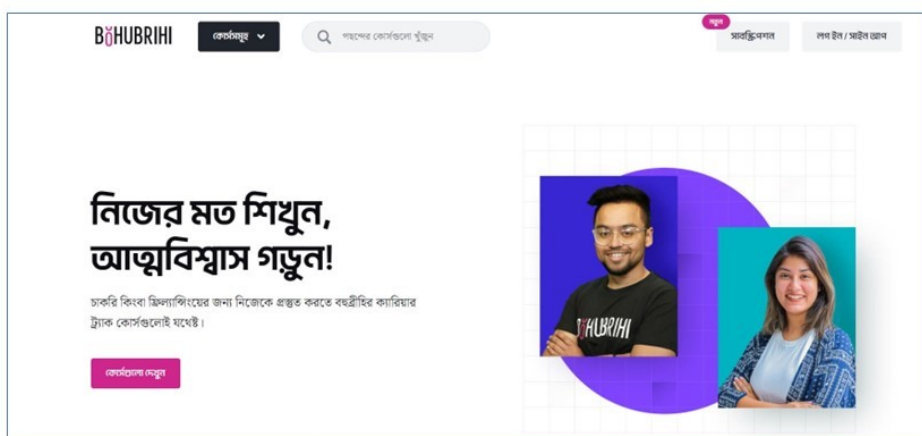 BOHUBRIHI
কোর্সসমূহ
পছন্দের কোর্সগুলো খুঁজুন
নতুন
সাবস্ক্রিপশন
লগ ইন / সাইন আপ
নিজের মত শিখুন,
আত্মবিশ্বাস গড়ুন!
চাকরি কিংবা ফ্রিল্যান্সিংয়ের জন্য নিজেকে প্রস্তুত করতে বহুব্রীহির ক্যারিয়ার
ট্র্যাক কোর্সগুলোই যথেষ্ট।
কোর্সগুলো দেখুন
BOHUBRIHI